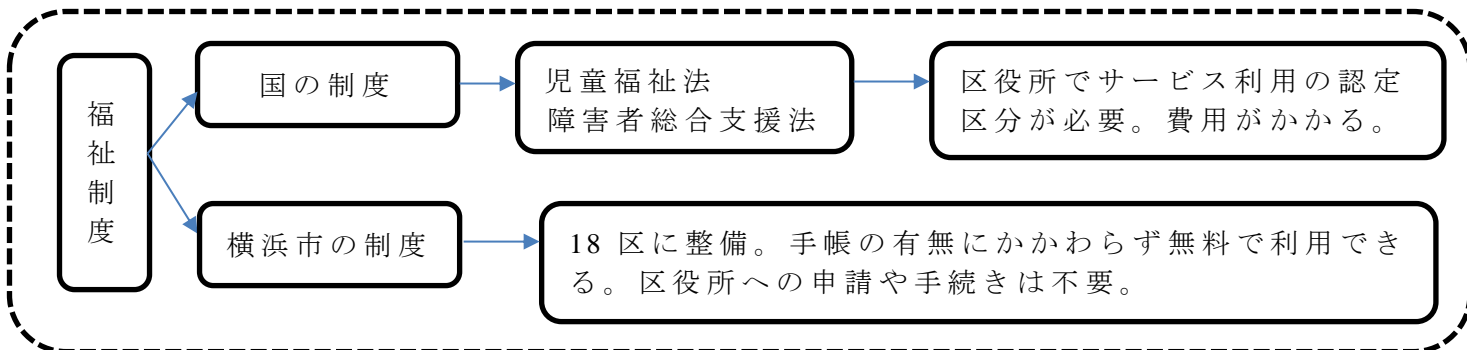 福祉制度
国の制度
児童福祉法
障害者総合支援法
区役所でサービス利用の認定
区分が必要。費用がかかる。
横浜市の制度
18 区に整備。手帳の有無にかかわらず無料で利用でき
る。区役所への申請や手続きは不要。